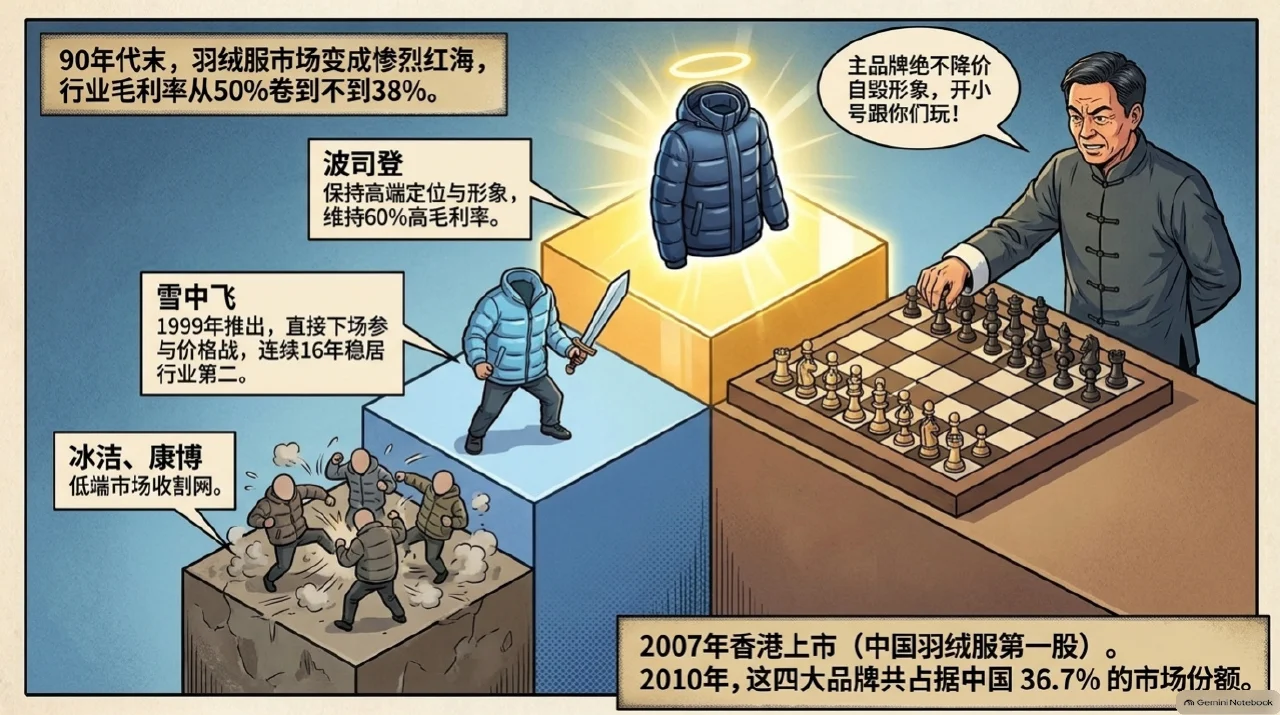 90年代末，羽绒服市场变成惨烈红海，
行业毛利率从50%卷到不到38%。
主品牌绝不降价
自毁形象，开小
号跟你们玩！
波司登
保持高端定位与形象，
维持60%高毛利率。
雪中飞
1999年推出，直接下场参
与价格战，连续16年稳居
行业第二。
冰洁、康博
低端市场收割网。
2007年香港上市（中国羽绒服第一股）。
2010年，这四大品牌共占据中国 36.7% 的市场份额。
Gemini Notebook